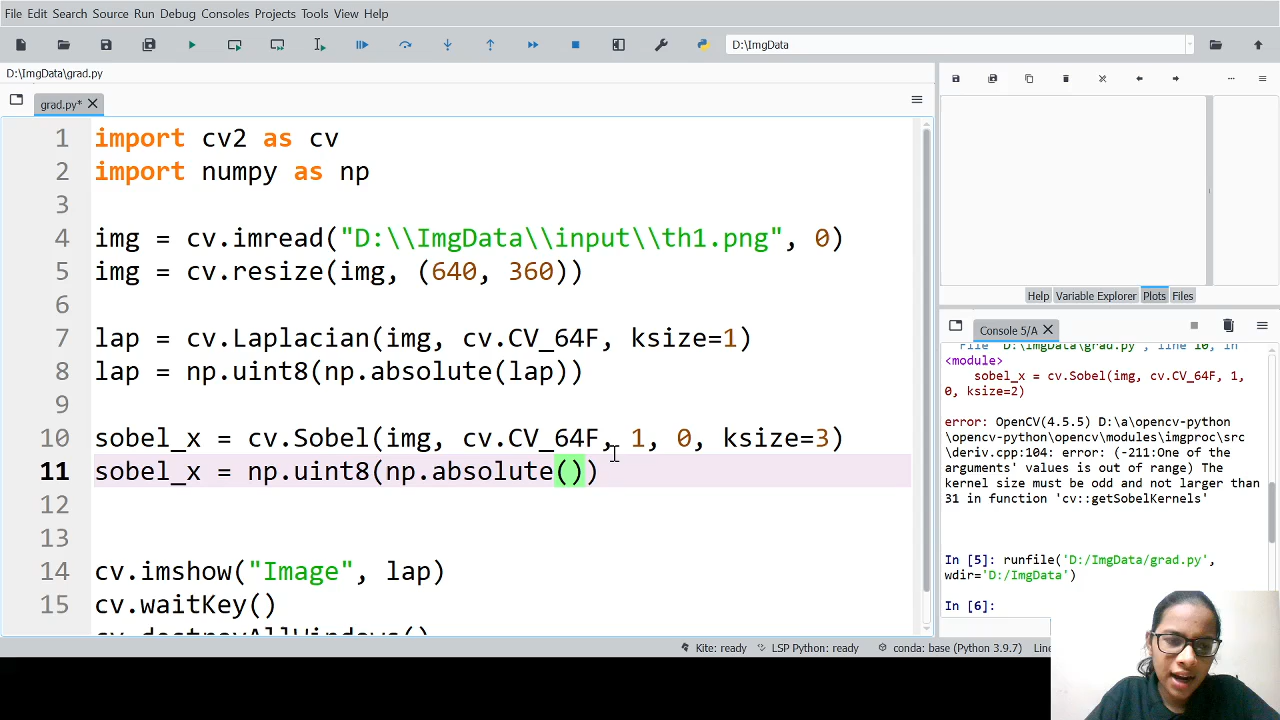 File Edit Search Source Run Debug Consoles Projects Tools View Help
D:\ImgData
D:\ImgData\grad.py
grad.py*
1 import cv2 as cv
2 import numpy as np
3
4 img = cv.imread("D:\\ImgData\\input\\th1.png", 0)
5 img = cv.resize(img, (640, 360))
6
7 lap = cv.Laplacian(img, cv.CV_64F, ksize=1)
8 lap = np.uint8(np.absolute(lap))
9
10 sobel_x = cv.Sobel(img, cv.CV_64F, 1, 0, ksize=3)
11 sobel_x = np.uint8(np.absolute())
12
13
14 cv.imshow("Image", lap)
15 cv.waitKey()
cv.destroyAllWindows()
Help Variable Explorer Plots Files
Console 5/A
File "D:\ImgData\grad.py", line 10, in
<module>
sobel_x = cv.Sobel(img, cv.CV_64F, 1,
0, ksize=2)
error: OpenCV(4.5.5) D:\a\opencv-python
\opencv-python\opencv\modules\imgproc\src
\deriv.cpp:104: error: (-211:One of the
arguments' values is out of range) The
kernel size must be odd and not larger than
31 in function 'cv::getSobelKernels'
In [5]: runfile('D:/ImgData/grad.py',
wdir='D:/ImgData')
In [6]:
Kite: ready LSP Python: ready conda: base (Python 3.9.7) Line